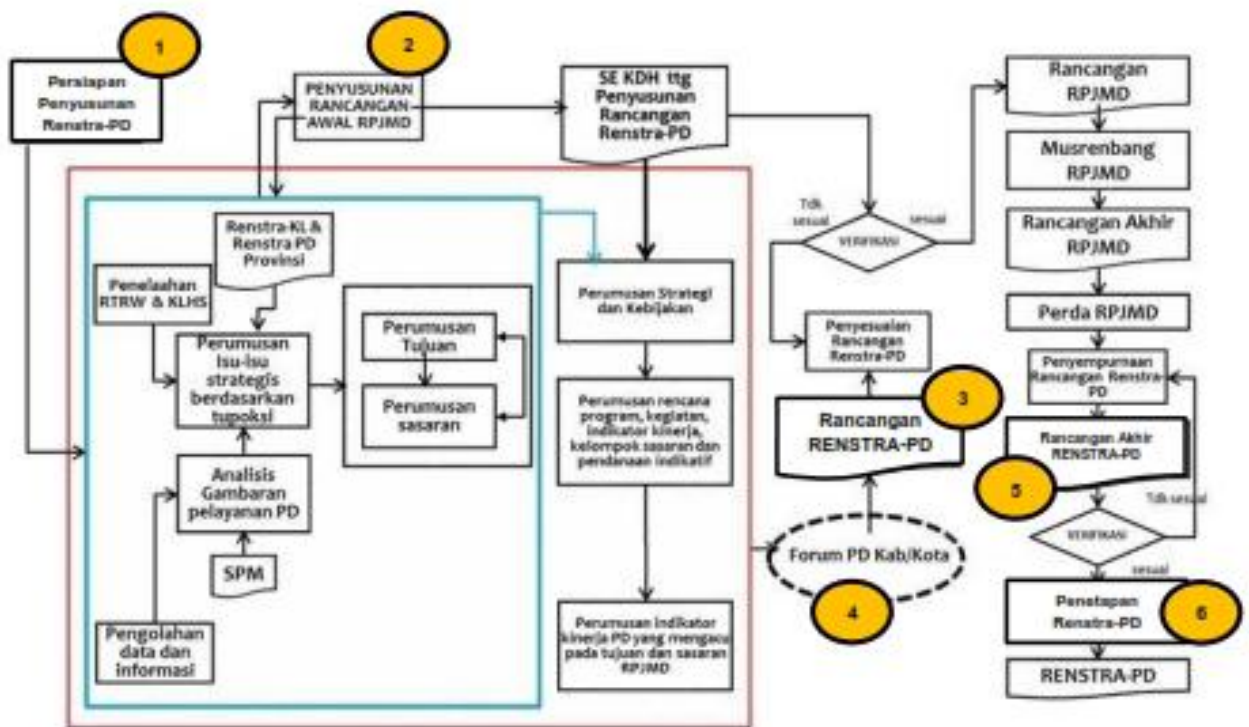 1
Persiapan
Penyusunan
Renstra-PD
2
PENYUSUNAN
RANCANGAN
AWAL RPJMD
SE KDH ttg
Penyusunan
Rancangan
Renstra-PD
Rancangan
RPJMD
Musrenbang
RPJMD
Rancangan Akhir
RPJMD
Perda RPJMD
Penyempurnaan
Rancangan Renstra-
PD
Rancangan Akhir
RENSTRA-PD
5
Tdk sesuai
VERIFIKASI
sesuai
Penetapan
Renstra-PD
6
RENSTRA-PD
Tdk
sesuai
sesuai
VERIFIKASI
Penyesuaian
Rancangan
Renstra-PD
3
Rancangan
RENSTRA-PD
Forum PD Kab/Kota
4
Renstra-KL &
Renstra PD
Provinsi
Penelaahan
RTRW & KLHS
Perumusan
Isu-isu
strategis
berdasarkan
tupoksi
Perumusan
Tujuan
Perumusan
sasaran
Analisis
Gambaran
pelayanan PD
SPM
Pengolahan
data dan
informasi
Perumusan Strategi
dan Kebijakan
Perumusan rencana
program, kegiatan,
indikator kinerja,
kelompok sasaran dan
pendanaan indikatif
Perumusan indikator
kinerja PD yang mengacu
pada tujuan dan sasaran
RPJMD